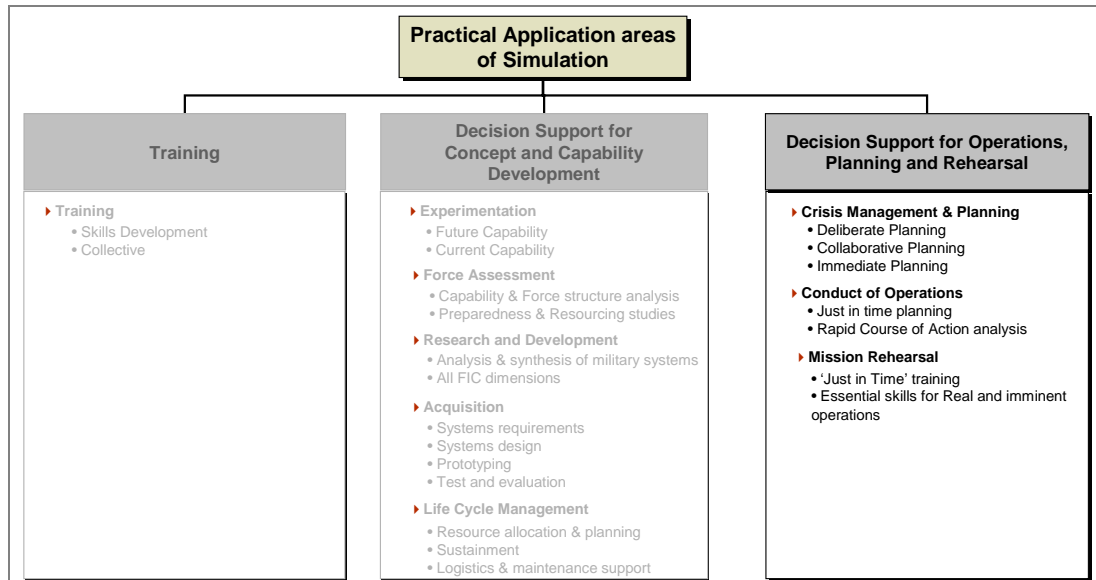 Practical Application areas
of Simulation
Training
▸ Training
• Skills Development
• Collective
Decision Support for
Concept and Capability
Development
▸ Experimentation
• Future Capability
• Current Capability
▸ Force Assessment
• Capability & Force structure analysis
• Preparedness & Resourcing studies
▸ Research and Development
• Analysis & synthesis of military systems
• All FIC dimensions
▸ Acquisition
• Systems requirements
• Systems design
• Prototyping
• Test and evaluation
▸ Life Cycle Management
• Resource allocation & planning
• Sustainment
• Logistics & maintenance support
Decision Support for Operations,
Planning and Rehearsal
▸ Crisis Management & Planning
• Deliberate Planning
• Collaborative Planning
• Immediate Planning
▸ Conduct of Operations
• Just in time planning
• Rapid Course of Action analysis
▸ Mission Rehearsal
• ‘Just in Time’ training
• Essential skills for Real and imminent
operations